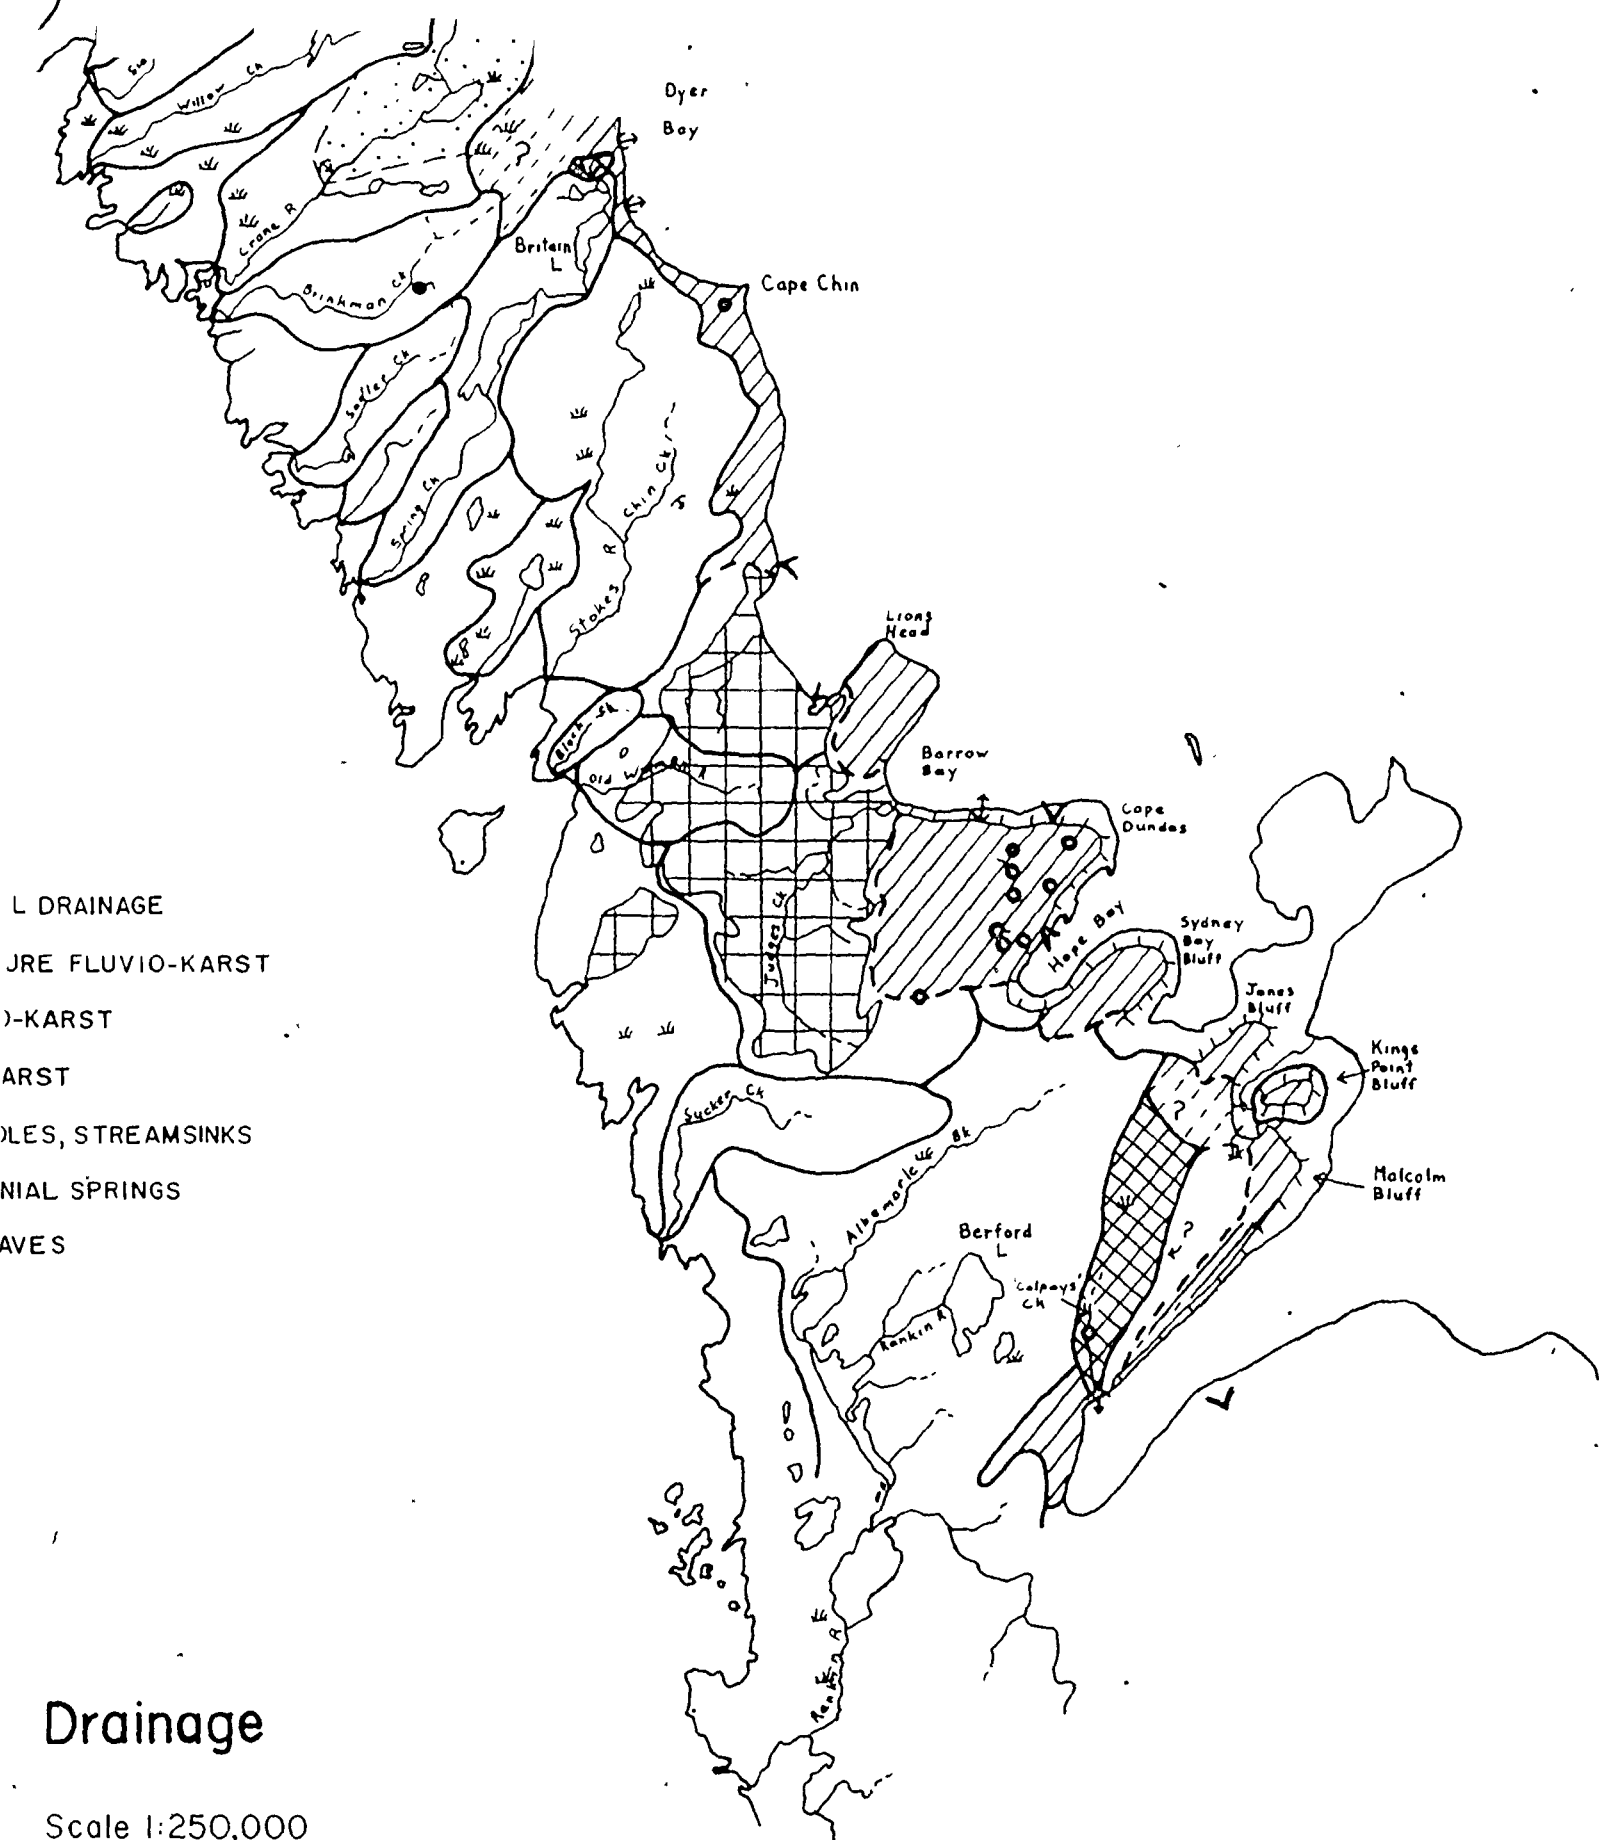 Willow Ck
Dyer
Bay
?
Crane R
Britain
L
Brinkman Ck
Cape Chin
Sadler Ck
Spring Ck
Chin Ck
Stokes R
Lions
Head
Black Ck
Old Woman R
Barrow
Bay
Cape
Dundas
L DRAINAGE
JRE FLUVIO-KARST
)-KARST
ARST
OLES, STREAMSINKS
NIAL SPRINGS
AVES
Judges Ck
Hope Bay
Sydney
Bay
Bluff
Jones
Bluff
Kings
Point
Bluff
Sucker Ck
?
Albemarle Bk
Malcolm
Bluff
Berford
L
?
Colpoys'
Ck
Rankin R
Rankin R
Drainage
Scale 1:250,000